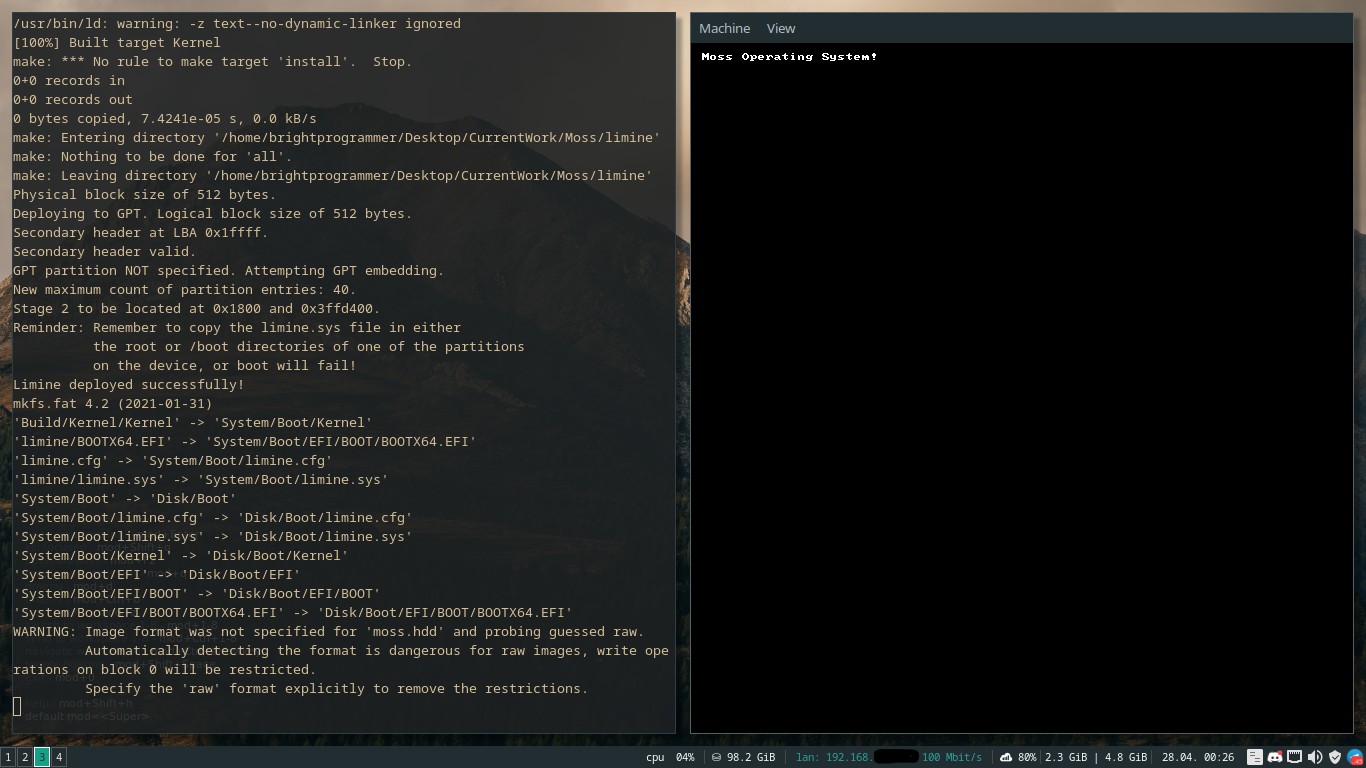 /usr/bin/ld: warning: -z text--no-dynamic-linker ignored
[100%] Built target Kernel
make: *** No rule to make target 'install'.  Stop.
0+0 records in
0+0 records out
0 bytes copied, 7.4241e-05 s, 0.0 kB/s
make: Entering directory '/home/brightprogrammer/Desktop/CurrentWork/Moss/limine'
make: Nothing to be done for 'all'.
make: Leaving directory '/home/brightprogrammer/Desktop/CurrentWork/Moss/limine'
Physical block size of 512 bytes.
Deploying to GPT. Logical block size of 512 bytes.
Secondary header at LBA 0x1ffff.
Secondary header valid.
GPT partition NOT specified. Attempting GPT embedding.
New maximum count of partition entries: 40.
Stage 2 to be located at 0x1800 and 0x3ffd400.
Reminder: Remember to copy the limine.sys file in either
          the root or /boot directories of one of the partitions
          on the device, or boot will fail!
Limine deployed successfully!
mkfs.fat 4.2 (2021-01-31)
'Build/Kernel/Kernel' -> 'System/Boot/Kernel'
'limine/BOOTX64.EFI' -> 'System/Boot/EFI/BOOT/BOOTX64.EFI'
'limine.cfg' -> 'System/Boot/limine.cfg'
'limine/limine.sys' -> 'System/Boot/limine.sys'
'System/Boot' -> 'Disk/Boot'
'System/Boot/limine.cfg' -> 'Disk/Boot/limine.cfg'
'System/Boot/limine.sys' -> 'Disk/Boot/limine.sys'
'System/Boot/Kernel' -> 'Disk/Boot/Kernel'
'System/Boot/EFI' -> 'Disk/Boot/EFI'
'System/Boot/EFI/BOOT' -> 'Disk/Boot/EFI/BOOT'
'System/Boot/EFI/BOOT/BOOTX64.EFI' -> 'Disk/Boot/EFI/BOOT/BOOTX64.EFI'
WARNING: Image format was not specified for 'moss.hdd' and probing guessed raw.
         Automatically detecting the format is dangerous for raw images, write ope
rations on block 0 will be restricted.
         Specify the 'raw' format explicitly to remove the restrictions.
mod+Shift+h
default mod= <Super>
Machine View
Moss Operating System!
1 2 3 4
cpu 04% 98.2 GiB lan: 192.168. 100 Mbit/s 80% 2.3 GiB | 4.8 GiB 28.04. 00:26